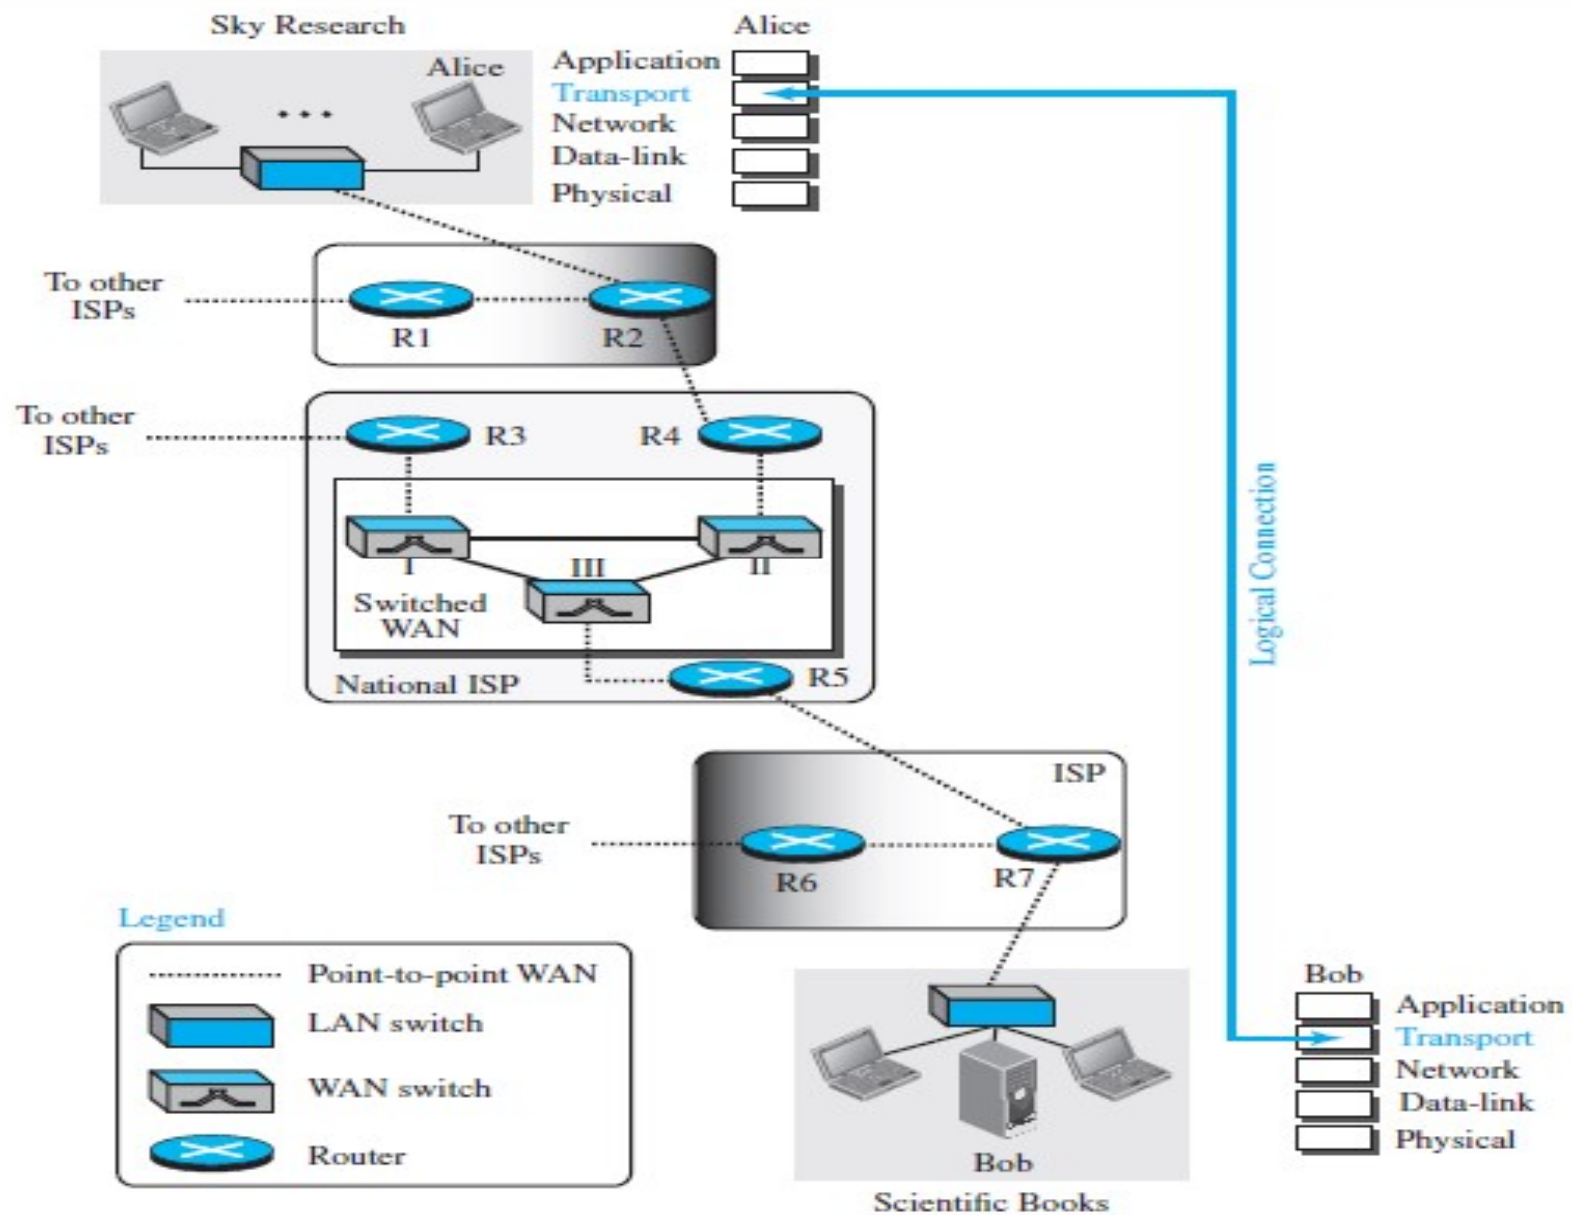 Sky Research
Alice
Alice
Application
Transport
Network
Data-link
Physical
To other
ISPs
R1
R2
To other
ISPs
R3
R4
I
III
II
Switched
WAN
National ISP
R5
Logical Connection
ISP
To other
ISPs
R6
R7
Legend
Point-to-point WAN
LAN switch
WAN switch
Router
Bob
Application
Transport
Network
Data-link
Physical
Bob
Scientific Books